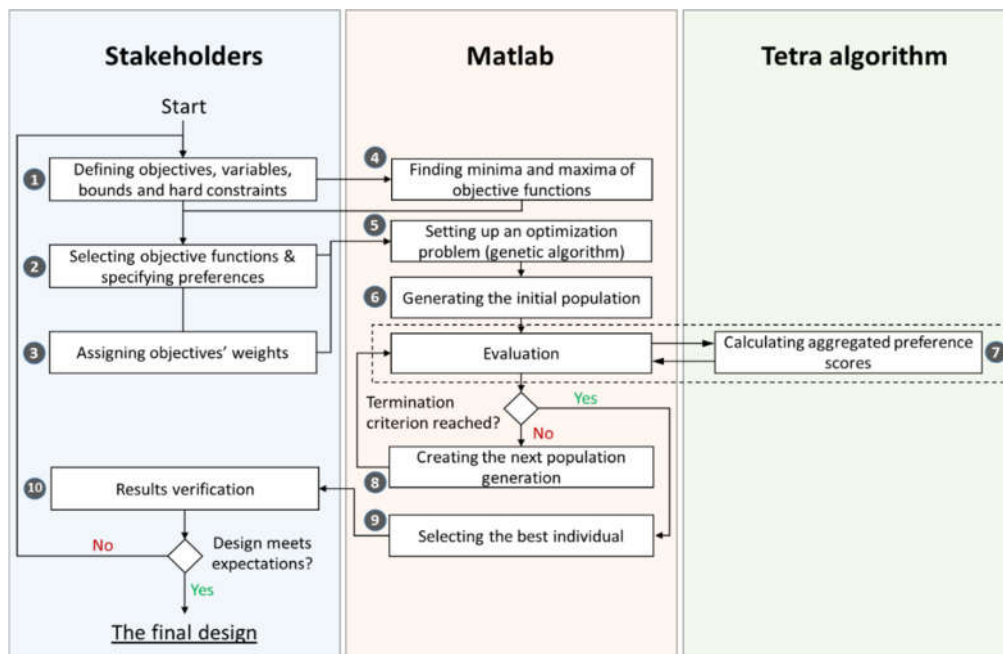 Stakeholders
Matlab
Tetra algorithm
Start
1
Defining objectives, variables,
bounds and hard constraints
4
Finding minima and maxima of
objective functions
2
Selecting objective functions &
specifying preferences
5
Setting up an optimization
problem (genetic algorithm)
6
Generating the initial population
3
Assigning objectives' weights
Evaluation
Calculating aggregated preference
scores
7
Termination
criterion reached?
Yes
No
8
Creating the next population
generation
9
Selecting the best individual
10
Results verification
No
Design meets
expectations?
Yes
The final design